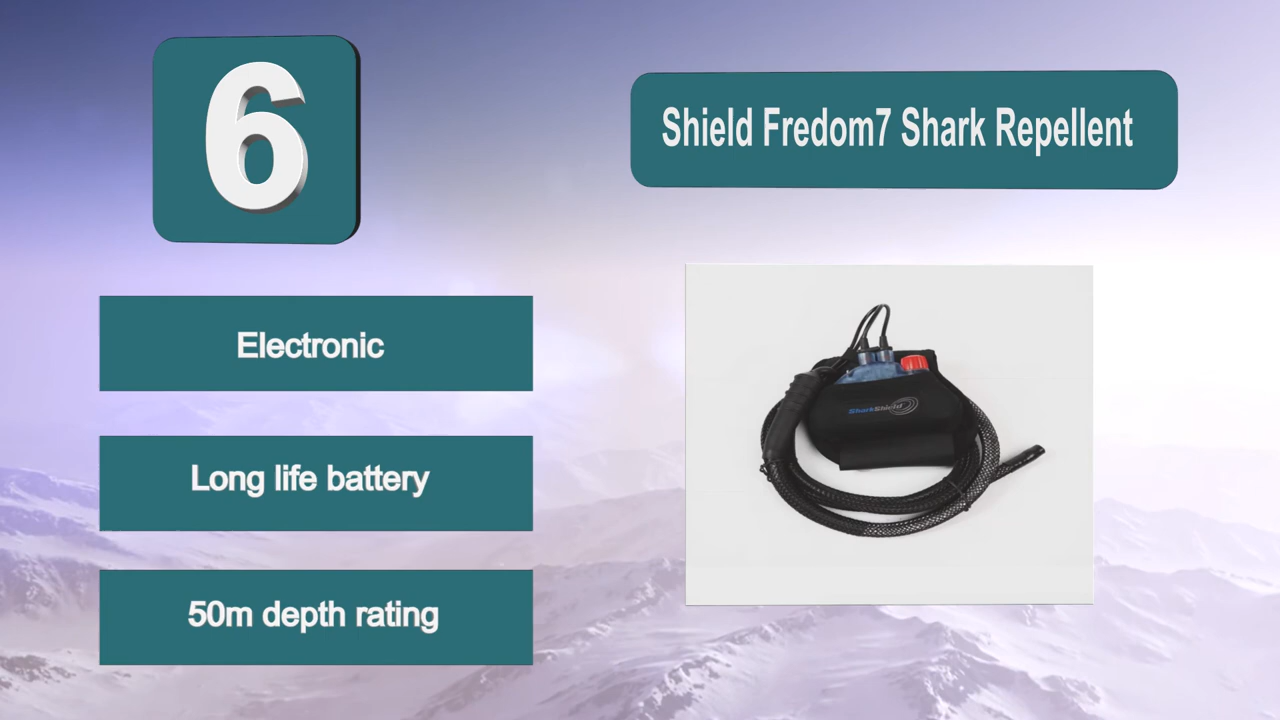 6
Shield Fredom7 Shark Repellent
Electronic
Long life battery
50m depth rating
SharkShield